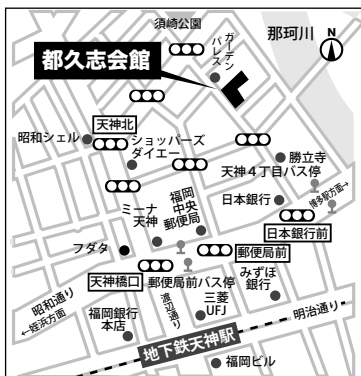 須崎公園
那珂川
N
ガーデン
パレス
都久志会館
天神北
昭和シェル
ショッパーズ
ダイエー
勝立寺
天神4丁目バス停
博多駅方面→
日本銀行
福岡
中央
郵便局
ミーナ
天神
日本銀行前
フタタ
郵便局前
天神橋口
郵便局前バス停
みずほ
銀行
昭和通り
←姪浜方面
渡辺通り
三菱
UFJ
明治通り
福岡銀行
本店
地下鉄天神駅
福岡ビル